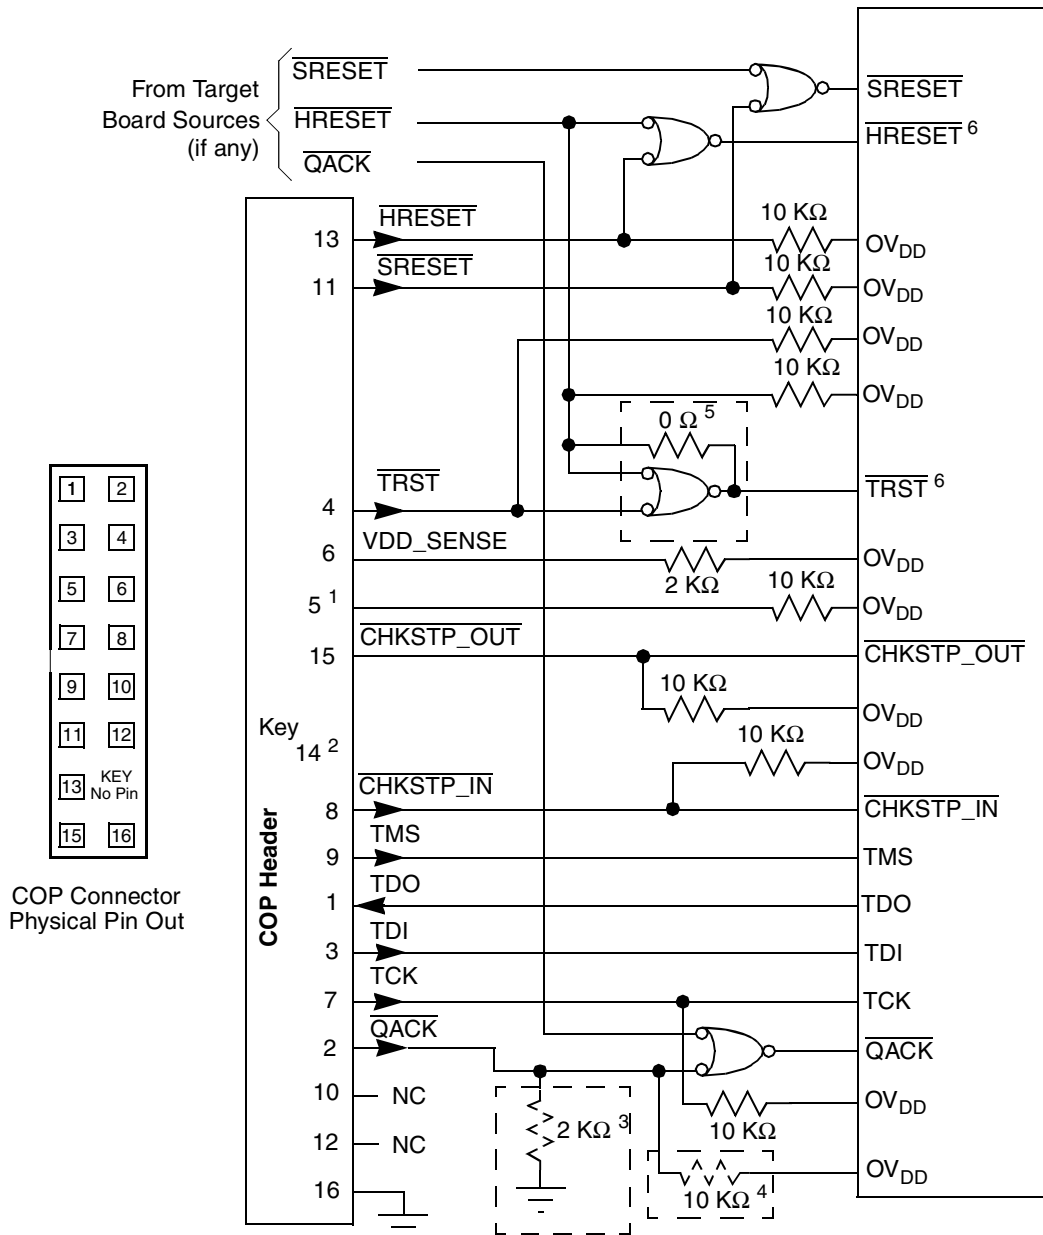 From Target
Board Sources
(if any)
SRESET
HRESET
QACK
SRESET
HRESET 6
13
HRESET
10 KΩ
OVDD
11
SRESET
10 KΩ
OVDD
10 KΩ
OVDD
10 KΩ
OVDD
0 Ω 5
4
TRST
TRST 6
6
VDD_SENSE
2 KΩ
OVDD
5 1
10 KΩ
OVDD
15
CHKSTP_OUT
CHKSTP_OUT
10 KΩ
OVDD
Key
14 2
10 KΩ
OVDD
8
CHKSTP_IN
CHKSTP_IN
9
TMS
TMS
1
TDO
TDO
3
TDI
TDI
7
TCK
TCK
2
QACK
QACK
10
NC
10 KΩ
OVDD
2 KΩ 3
12
NC
10 KΩ 4
OVDD
16
COP Header
1 2
3 4
5 6
7 8
9 10
11 12
13 KEY
No Pin
15 16
COP Connector
Physical Pin Out